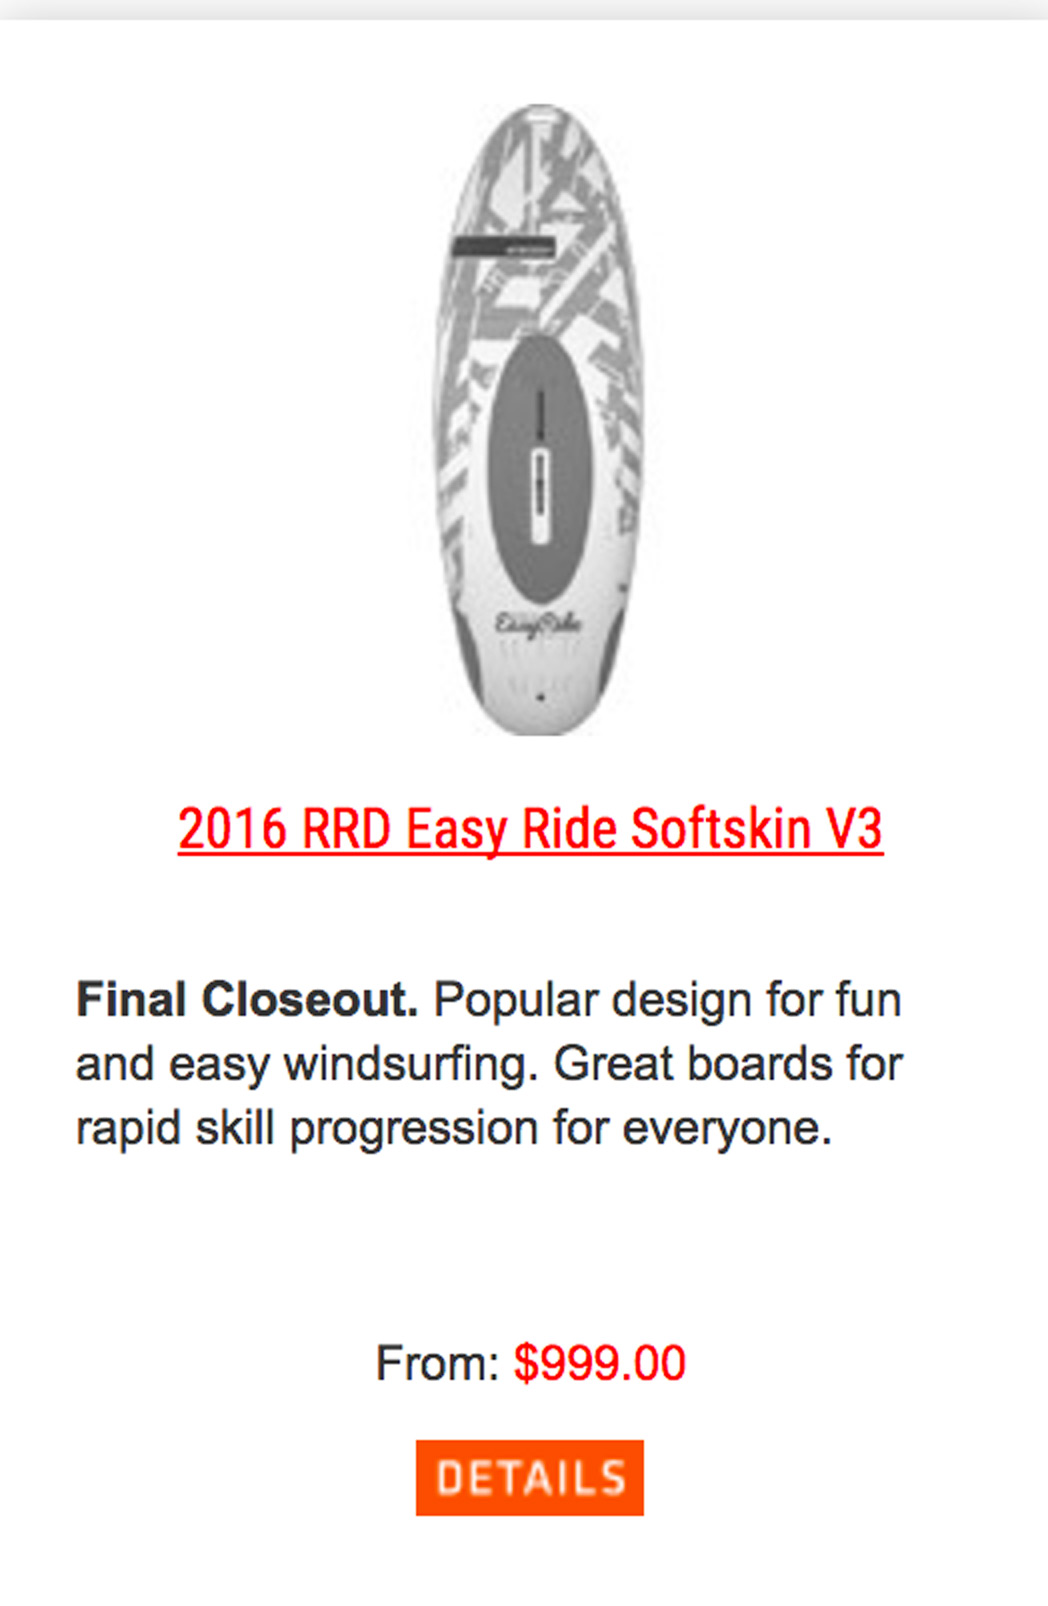 EasyRide
2016 RRD Easy Ride Softskin V3
Final Closeout. Popular design for fun
and easy windsurfing. Great boards for
rapid skill progression for everyone.
From: $999.00
DETAILS